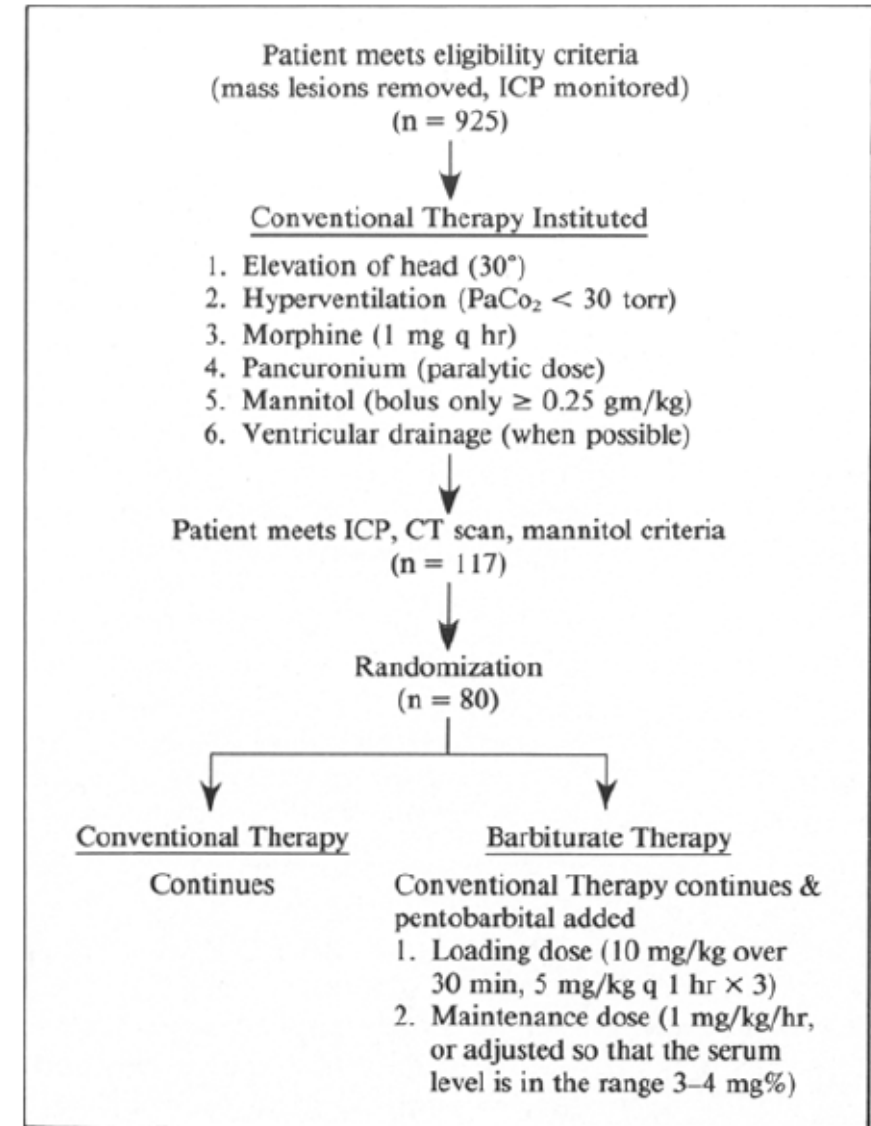 Patient meets eligibility criteria
(mass lesions removed, ICP monitored)
(n = 925)
Conventional Therapy Instituted
1. Elevation of head (30°)
2. Hyperventilation (PaCo₂ < 30 torr)
3. Morphine (1 mg q hr)
4. Pancuronium (paralytic dose)
5. Mannitol (bolus only ≥ 0.25 gm/kg)
6. Ventricular drainage (when possible)
Patient meets ICP, CT scan, mannitol criteria
(n = 117)
Randomization
(n = 80)
Conventional Therapy
Continues
Barbiturate Therapy
Conventional Therapy continues &
pentobarbital added
1. Loading dose (10 mg/kg over
30 min, 5 mg/kg q 1 hr × 3)
2. Maintenance dose (1 mg/kg/hr,
or adjusted so that the serum
level is in the range 3–4 mg%)